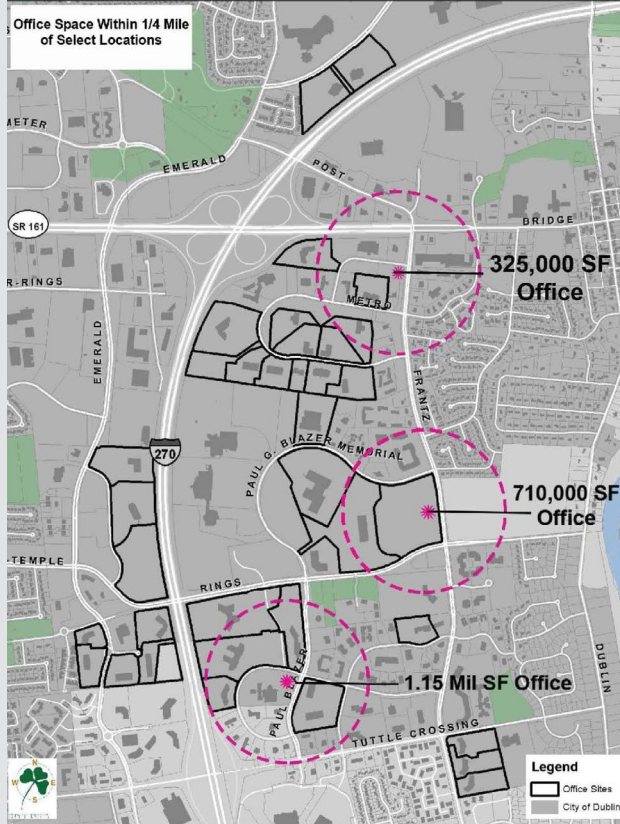 Office Space Within 1/4 Mile
of Select Locations
METER
EMERALD
POST
SR 161
BRIDGE
325,000 SF
Office
R-RINGS
METRO
EMERALD
FRANTZ
270
PAUL G. BLAZER MEMORIAL
710,000 SF
Office
-TEMPLE
RINGS
DUBLIN
PAUL BLAZER
1.15 Mil SF Office
TUTTLE CROSSING
N
W E
S
Legend
Office Sites
City of Dublin